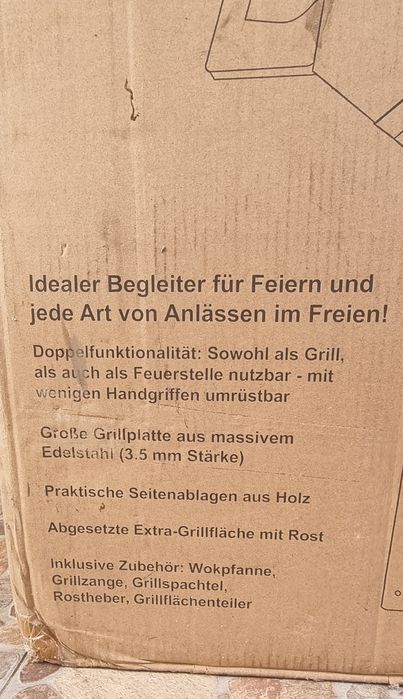 Idealer Begleiter für Feiern und
jede Art von Anlässen im Freien!
Doppelfunktionalität: Sowohl als Grill,
als auch als Feuerstelle nutzbar - mit
wenigen Handgriffen umrüstbar
Große Grillplatte aus massivem
Edelstahl (3.5 mm Stärke)
Praktische Seitenablagen aus Holz
Abgesetzte Extra-Grillfläche mit Rost
Inklusive Zubehör: Wokpfanne,
Grillzange, Grillspachtel,
Rostheber, Grillflächenteiler